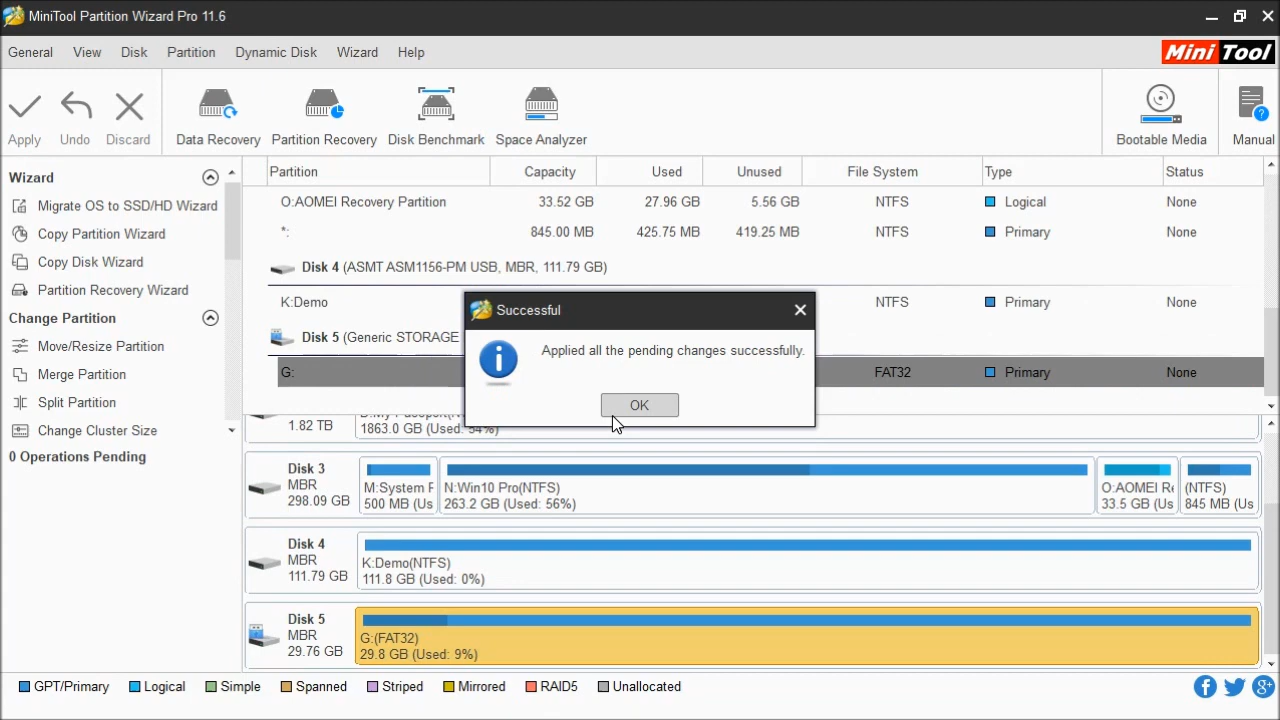 MiniTool Partition Wizard Pro 11.6
General View Disk Partition Dynamic Disk Wizard Help
Mini Tool
Apply Undo Discard Data Recovery Partition Recovery Disk Benchmark Space Analyzer Bootable Media Manual
Wizard
Migrate OS to SSD/HD Wizard
Copy Partition Wizard
Copy Disk Wizard
Partition Recovery Wizard
Change Partition
Move/Resize Partition
Merge Partition
Split Partition
Change Cluster Size
0 Operations Pending
Partition Capacity Used Unused File System Type Status
O:AOMEI Recovery Partition 33.52 GB 27.96 GB 5.56 GB NTFS Logical None
*: 845.00 MB 425.75 MB 419.25 MB NTFS Primary None
Disk 4 (ASMT ASM1156-PM USB, MBR, 111.79 GB)
K:Demo NTFS Primary None
Disk 5 (Generic STORAGE
G: FAT32 Primary None
Successful
Applied all the pending changes successfully.
OK
1.82 TB
1863.0 GB (Used: 54%)
Disk 3
MBR
298.09 GB
M:System F
500 MB (Us
N:Win10 Pro(NTFS)
263.2 GB (Used: 56%)
O:AOMEI Re
33.5 GB (Us
(NTFS)
845 MB (Us
Disk 4
MBR
111.79 GB
K:Demo(NTFS)
111.8 GB (Used: 0%)
Disk 5
MBR
29.76 GB
G:(FAT32)
29.8 GB (Used: 9%)
GPT/Primary Logical Simple Spanned Striped Mirrored RAID5 Unallocated